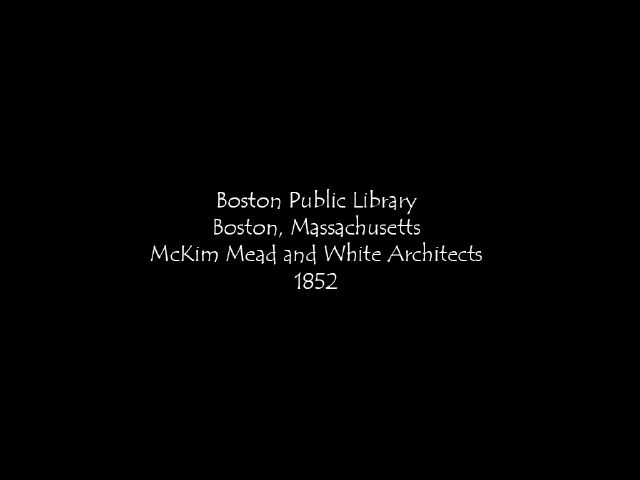 Boston Public Library
Boston, Massachusetts
McKim Mead and White Architects
1852